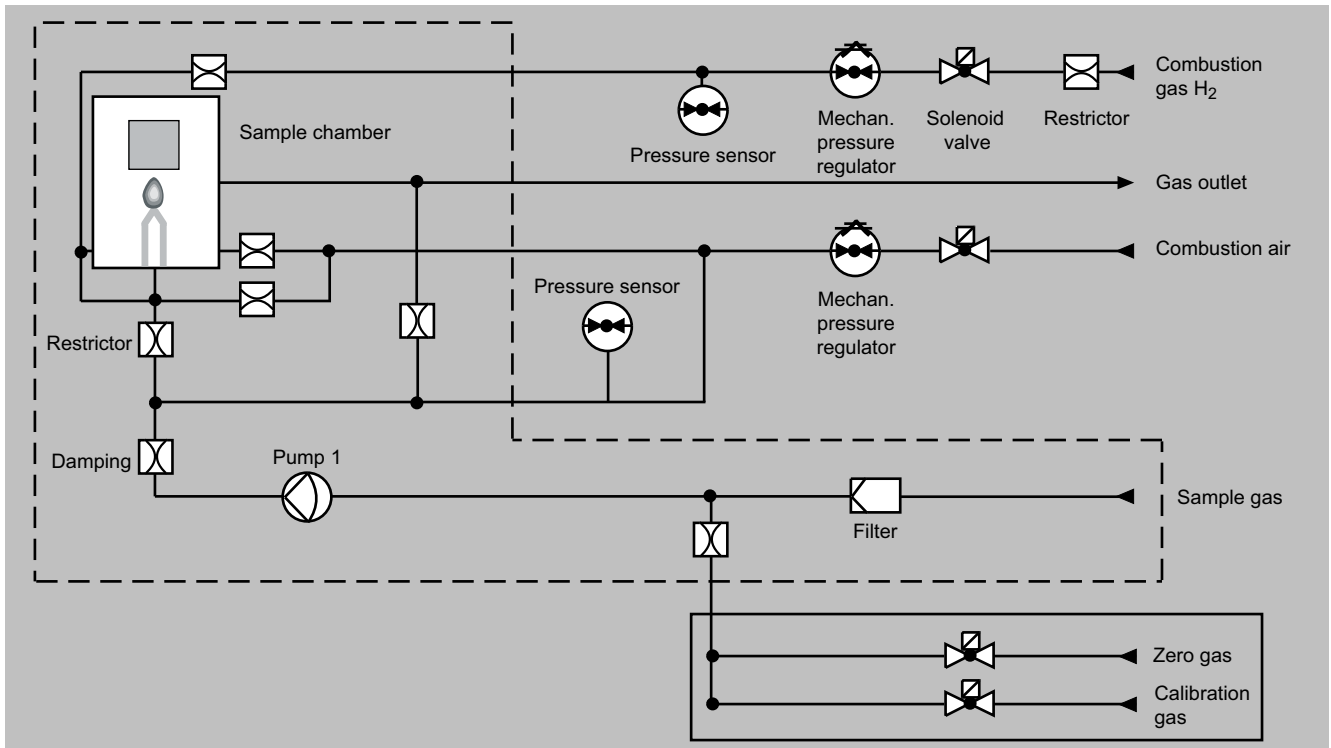 Combustion
gas H₂
Sample chamber
Pressure sensor
Mechan.
pressure
regulator
Solenoid
valve
Restrictor
Gas outlet
Combustion air
Pressure sensor
Mechan.
pressure
regulator
Restrictor
Damping
Pump 1
Filter
Sample gas
Zero gas
Calibration
gas